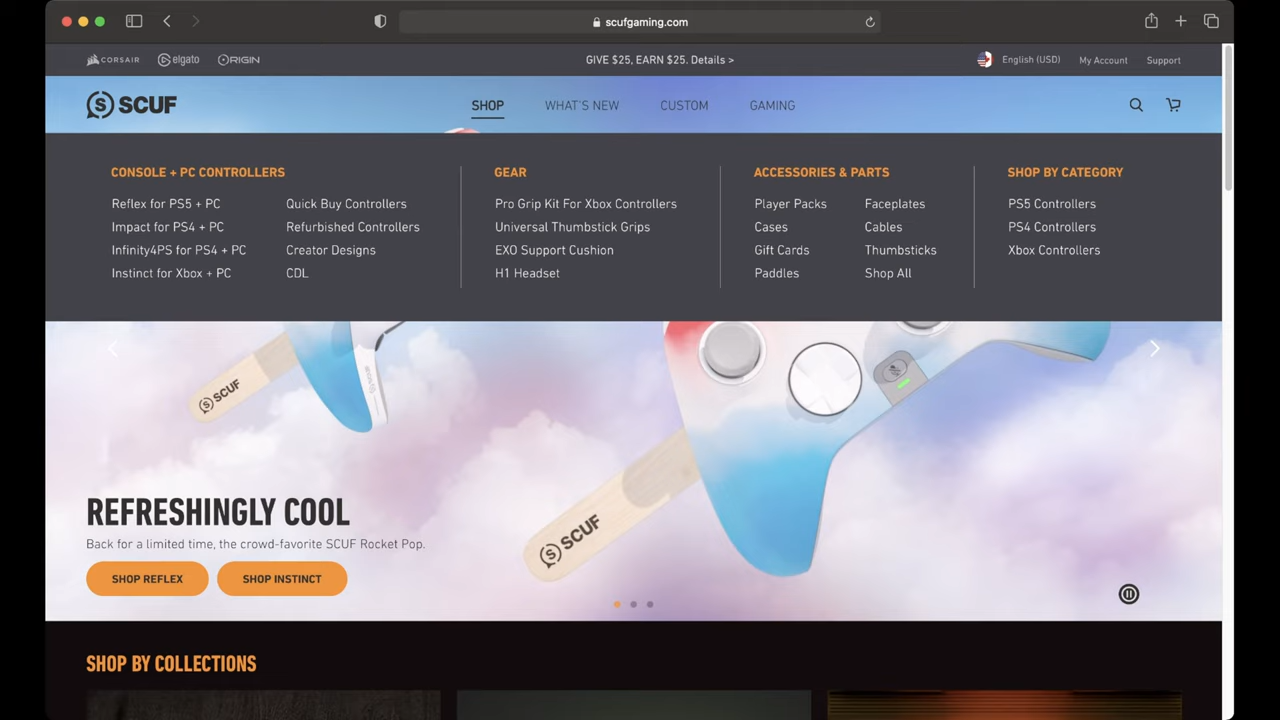 scufgaming.com
CORSAIR elgato ORIGIN GIVE $25, EARN $25. Details > English (USD) My Account Support
SCUF SHOP WHAT'S NEW CUSTOM GAMING
CONSOLE + PC CONTROLLERS
Reflex for PS5 + PC Quick Buy Controllers
Impact for PS4 + PC Refurbished Controllers
Infinity4PS for PS4 + PC Creator Designs
Instinct for Xbox + PC CDL
GEAR
Pro Grip Kit For Xbox Controllers
Universal Thumbstick Grips
EXO Support Cushion
H1 Headset
ACCESSORIES & PARTS
Player Packs Faceplates
Cases Cables
Gift Cards Thumbsticks
Paddles Shop All
SHOP BY CATEGORY
PS5 Controllers
PS4 Controllers
Xbox Controllers
SCUF
SCUF
REFRESHINGLY COOL
Back for a limited time, the crowd-favorite SCUF Rocket Pop.
SHOP REFLEX SHOP INSTINCT
SHOP BY COLLECTIONS